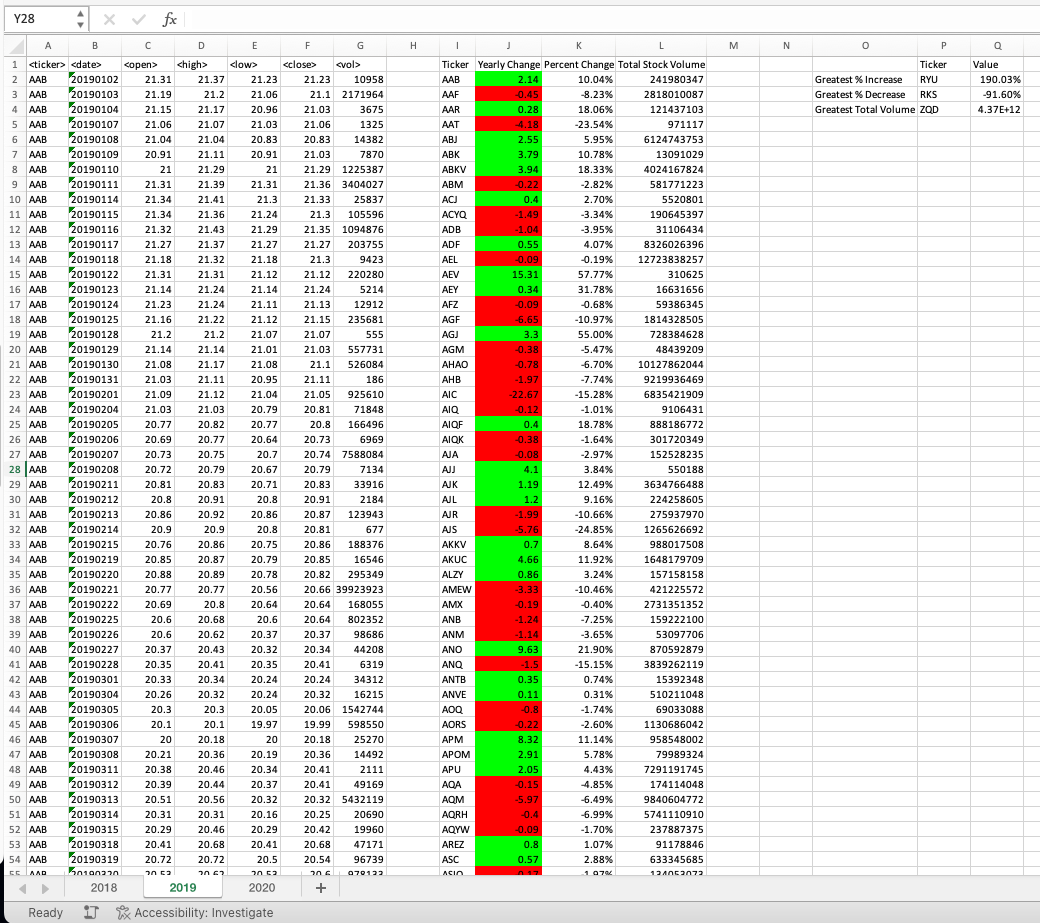 Y28 fx
A B C D E F G H I J K L M N O P Q
1 <ticker> <date> <open> <high> <low> <close> <vol> Ticker Yearly Change Percent Change Total Stock Volume Ticker Value
2 AAB 20190102 21.31 21.37 21.23 21.23 10958 AAB 2.14 10.04% 241980347 Greatest % Increase RYU 190.03%
3 AAB 20190103 21.19 21.2 21.06 21.1 2171964 AAF -0.45 -8.23% 2818010087 Greatest % Decrease RKS -91.60%
4 AAB 20190104 21.15 21.17 20.96 21.03 3675 AAR 0.28 18.06% 121437103 Greatest Total Volume ZQD 4.37E+12
5 AAB 20190107 21.06 21.07 21.03 21.06 1325 AAT -4.18 -23.54% 971117
6 AAB 20190108 21.04 21.04 20.83 20.83 14382 ABJ 2.55 5.95% 6124743753
7 AAB 20190109 20.91 21.11 20.91 21.03 7870 ABK 3.79 10.78% 13091029
8 AAB 20190110 21 21.29 21 21.29 1225387 ABKV 3.94 18.33% 4024167824
9 AAB 20190111 21.31 21.39 21.31 21.36 3404027 ABM -0.22 -2.82% 581771223
10 AAB 20190114 21.34 21.41 21.3 21.33 25837 ACJ 0.4 2.70% 5520801
11 AAB 20190115 21.34 21.36 21.24 21.3 105596 ACYQ -1.49 -3.34% 190645397
12 AAB 20190116 21.32 21.43 21.29 21.35 1094876 ADB -1.04 -3.95% 31106434
13 AAB 20190117 21.27 21.37 21.27 21.27 203755 ADF 0.55 4.07% 8326026396
14 AAB 20190118 21.18 21.32 21.18 21.3 9423 AEL -0.09 -0.19% 12723838257
15 AAB 20190122 21.31 21.31 21.12 21.12 220280 AEV 15.31 57.77% 310625
16 AAB 20190123 21.14 21.24 21.14 21.24 5214 AEY 0.34 31.78% 16631656
17 AAB 20190124 21.23 21.24 21.11 21.13 12912 AFZ -0.09 -0.68% 59386345
18 AAB 20190125 21.16 21.22 21.12 21.15 235681 AGF -6.65 -10.97% 1814328505
19 AAB 20190128 21.2 21.2 21.07 21.07 555 AGJ 3.3 55.00% 728384628
20 AAB 20190129 21.14 21.14 21.01 21.03 557731 AGM -0.38 -5.47% 48439209
21 AAB 20190130 21.08 21.17 21.08 21.1 526084 AHAO -0.78 -6.70% 10127862044
22 AAB 20190131 21.03 21.11 20.95 21.11 186 AHB -1.97 -7.74% 9219936469
23 AAB 20190201 21.09 21.12 21.04 21.05 925610 AIC -22.67 -15.28% 6835421909
24 AAB 20190204 21.03 21.03 20.79 20.81 71848 AIQ -0.12 -1.01% 9106431
25 AAB 20190205 20.77 20.82 20.77 20.8 166496 AIQF 0.4 18.78% 888186772
26 AAB 20190206 20.69 20.77 20.64 20.73 6969 AIQK -0.38 -1.64% 301720349
27 AAB 20190207 20.73 20.75 20.7 20.74 7588084 AJA -0.08 -2.97% 152528235
28 AAB 20190208 20.72 20.79 20.67 20.79 7134 AJJ 4.1 3.84% 550188
29 AAB 20190211 20.81 20.83 20.71 20.83 33916 AJK 1.19 12.49% 3634766488
30 AAB 20190212 20.8 20.91 20.8 20.91 2184 AJL 1.2 9.16% 224258605
31 AAB 20190213 20.86 20.92 20.86 20.87 123943 AJR -1.99 -10.66% 275937970
32 AAB 20190214 20.9 20.9 20.8 20.81 677 AJS -5.76 -24.85% 1265626692
33 AAB 20190215 20.76 20.86 20.75 20.86 188376 AKKV 0.7 8.64% 988017508
34 AAB 20190219 20.85 20.87 20.79 20.85 16546 AKUC 4.66 11.92% 1648179709
35 AAB 20190220 20.88 20.89 20.78 20.82 295349 ALZY 0.86 3.24% 157158158
36 AAB 20190221 20.77 20.77 20.56 20.66 39923923 AMEW -3.33 -10.46% 421225572
37 AAB 20190222 20.69 20.8 20.64 20.64 168055 AMX -0.19 -0.40% 2731351352
38 AAB 20190225 20.6 20.68 20.6 20.64 802352 ANB -1.24 -7.25% 159222100
39 AAB 20190226 20.6 20.62 20.37 20.37 98686 ANM -1.14 -3.65% 53097706
40 AAB 20190227 20.37 20.43 20.32 20.34 44208 ANO 9.63 21.90% 870592879
41 AAB 20190228 20.35 20.41 20.35 20.41 6319 ANQ -1.5 -15.15% 3839262119
42 AAB 20190301 20.33 20.34 20.24 20.24 34312 ANTB 0.35 0.74% 15392348
43 AAB 20190304 20.26 20.32 20.24 20.32 16215 ANVE 0.11 0.31% 510211048
44 AAB 20190305 20.3 20.3 20.05 20.06 1542744 AOQ -0.8 -1.74% 69033088
45 AAB 20190306 20.1 20.1 19.97 19.99 598550 AORS -0.22 -2.60% 1130686042
46 AAB 20190307 20 20.18 20 20.18 25270 APM 8.32 11.14% 958548002
47 AAB 20190308 20.21 20.36 20.19 20.36 14492 APOM 2.91 5.78% 79989324
48 AAB 20190311 20.38 20.46 20.34 20.41 2111 APU 2.05 4.43% 7291191745
49 AAB 20190312 20.39 20.44 20.37 20.41 49169 AQA -0.15 -4.85% 174114048
50 AAB 20190313 20.51 20.56 20.32 20.32 5432119 AQM -5.97 -6.49% 9840604772
51 AAB 20190314 20.31 20.31 20.16 20.25 20690 AQRH -0.4 -6.99% 5741110910
52 AAB 20190315 20.29 20.46 20.29 20.42 19960 AQYW -0.09 -1.70% 237887375
53 AAB 20190318 20.41 20.68 20.41 20.68 47171 AREZ 0.8 1.07% 91178846
54 AAB 20190319 20.72 20.72 20.5 20.54 96739 ASC 0.57 2.88% 633345685
55 AAB 20190320 20.53 20.62 20.53 20.6 978133 ASIO -0.17 -1.97% 134053073
2018 2019 2020 +
Ready Accessibility: Investigate